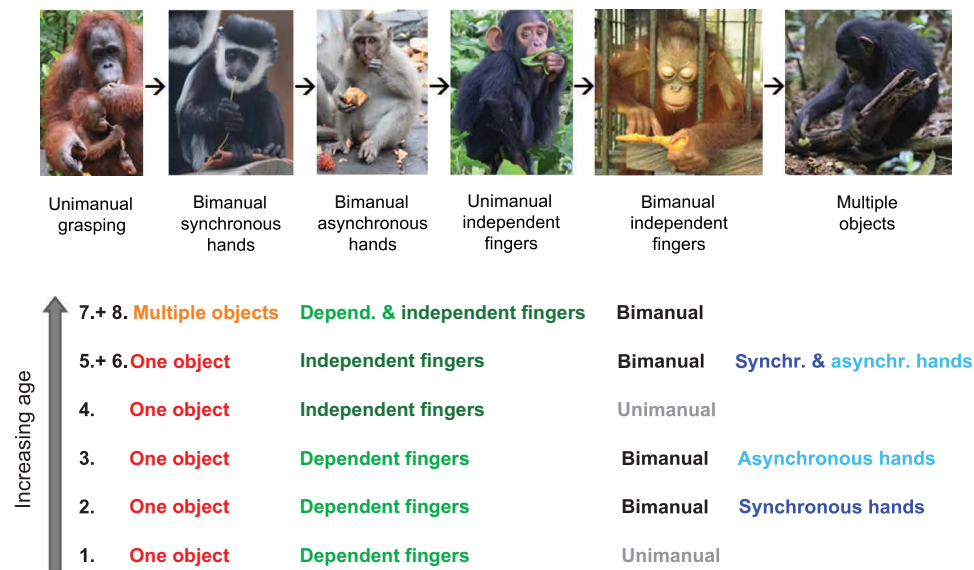 Unimanual
grasping
Bimanual
synchronous
hands
Bimanual
asynchronous
hands
Unimanual
independent
fingers
Bimanual
independent
fingers
Multiple
objects
Increasing age
7.+ 8. Multiple objects Depend. & independent fingers Bimanual
5.+ 6. One object Independent fingers Bimanual Synchr. & asynchr. hands
4. One object Independent fingers Unimanual
3. One object Dependent fingers Bimanual Asynchronous hands
2. One object Dependent fingers Bimanual Synchronous hands
1. One object Dependent fingers Unimanual